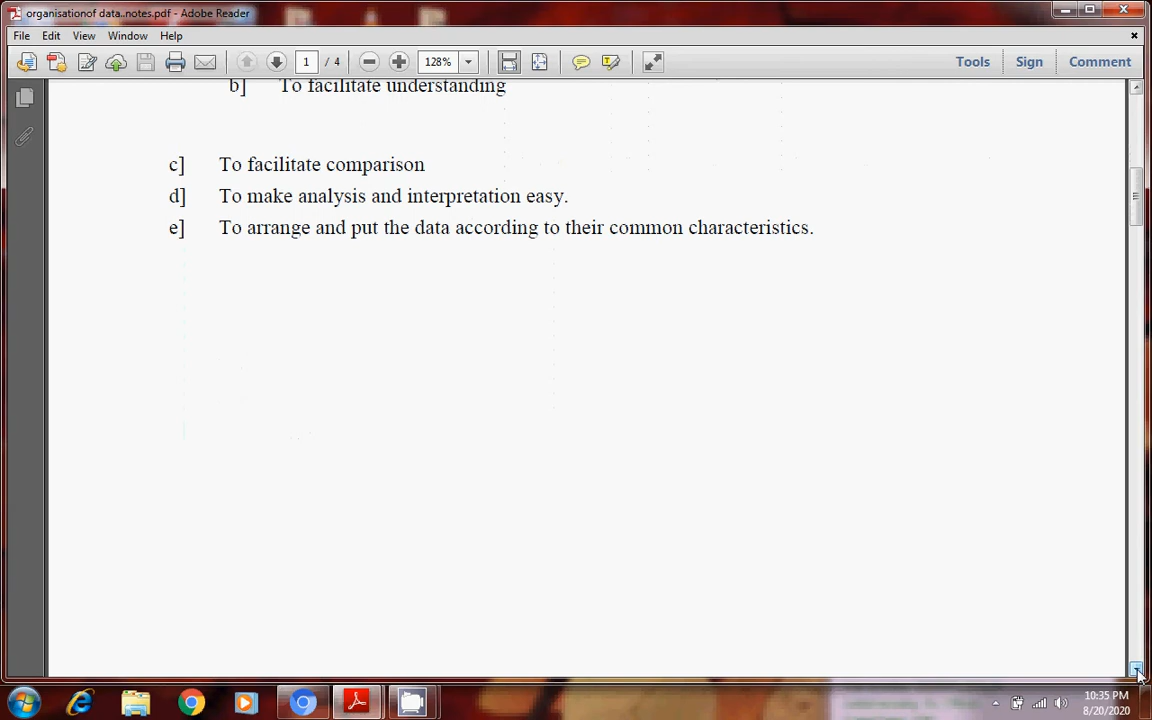 organisationof data..notes.pdf - Adobe Reader
File Edit View Window Help
1 / 4 128% Tools Sign Comment
b] To facilitate understanding
c] To facilitate comparison
d] To make analysis and interpretation easy.
e] To arrange and put the data according to their common characteristics.
10:35 PM
8/20/2020